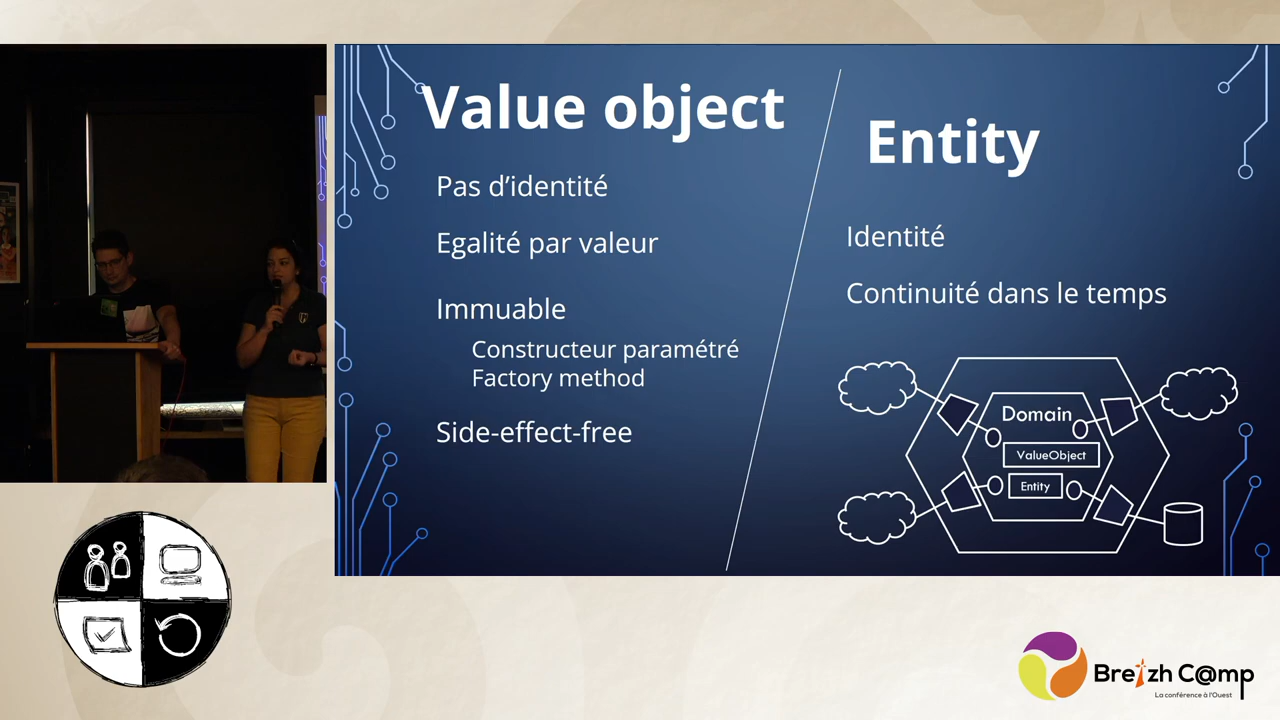 Value object
Pas d’identité
Egalité par valeur
Immuable
Constructeur paramétré
Factory method
Side-effect-free
Entity
Identité
Continuité dans le temps
Domain
ValueObject
Entity
Breizh C@mp
La conférence à l'Ouest